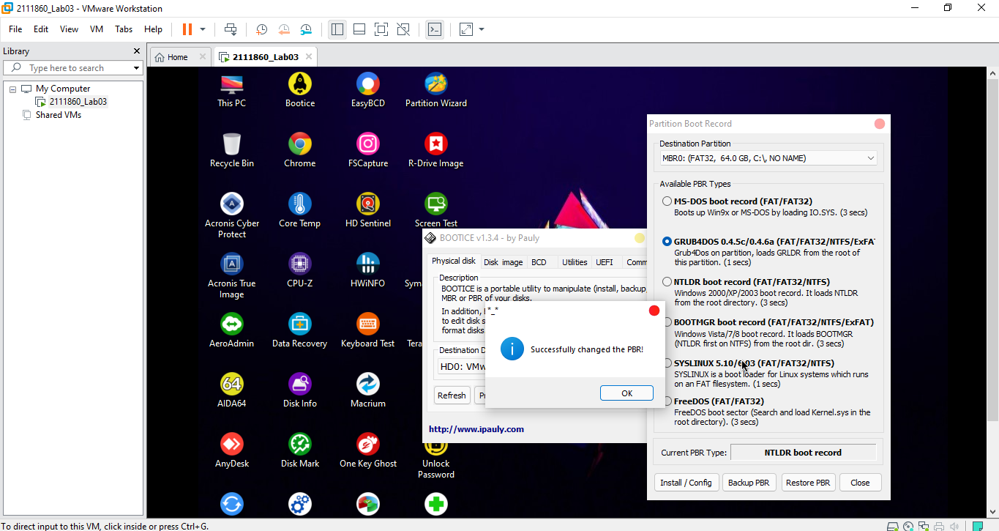 2111860_Lab03 - VMware Workstation
File Edit View VM Tabs Help
Library
Type here to search
My Computer
2111860_Lab03
Shared VMs
Home
2111860_Lab03
This PC
Bootice
EasyBCD
Partition Wizard
Recycle Bin
Chrome
FSCapture
R-Drive Image
Acronis Cyber
Protect
Core Temp
HD Sentinel
Screen Test
Acronis True
Image
CPU-Z
HWiNFO
Sym
AeroAdmin
Data Recovery
Keyboard Test
Tera
64
AIDA64
Disk Info
Macrium
AnyDesk
Disk Mark
One Key Ghost
Unlock
Password
BOOTICE v1.3.4 - by Pauly
Physical disk Disk image BCD Utilities UEFI Comm
Description
BOOTICE is a portable utility to manipulate (install, backup,
MBR or PBR of your disks.
In addition,
to edit disk s
format disks
Destination D
HD0: VMw
Refresh
http://www.ipauly.com
*_*
Successfully changed the PBR!
OK
Partition Boot Record
Destination Partition
MBR0: (FAT32, 64.0 GB, C:\, NO NAME)
Available PBR Types
MS-DOS boot record (FAT/FAT32)
Boots up Win9x or MS-DOS by loading IO.SYS. (3 secs)
GRUB4DOS 0.4.5c/0.4.6a (FAT/FAT32/NTFS/ExFAT
Grub4Dos on partition, loads GRLDR from the root of
this partition. (1 secs)
NTLDR boot record (FAT/FAT32/NTFS)
Windows 2000/XP/2003 boot record. It loads NTLDR
from the root directory. (3 secs)
BOOTMGR boot record (FAT/FAT32/NTFS/ExFAT)
Windows Vista/7/8 boot record. It loads BOOTMGR
(NTLDR first on NTFS) from the root dir. (3 secs)
SYSLINUX 5.10/6.03 (FAT/FAT32/NTFS)
SYSLINUX is a boot loader for Linux systems which runs
on an FAT filesystem. (1 secs)
FreeDOS (FAT/FAT32)
FreeDOS boot sector (Search and load Kernel.sys in the
root directory). (3 secs)
Current PBR Type: NTLDR boot record
Install / Config Backup PBR Restore PBR Close
To direct input to this VM, click inside or press Ctrl+G.